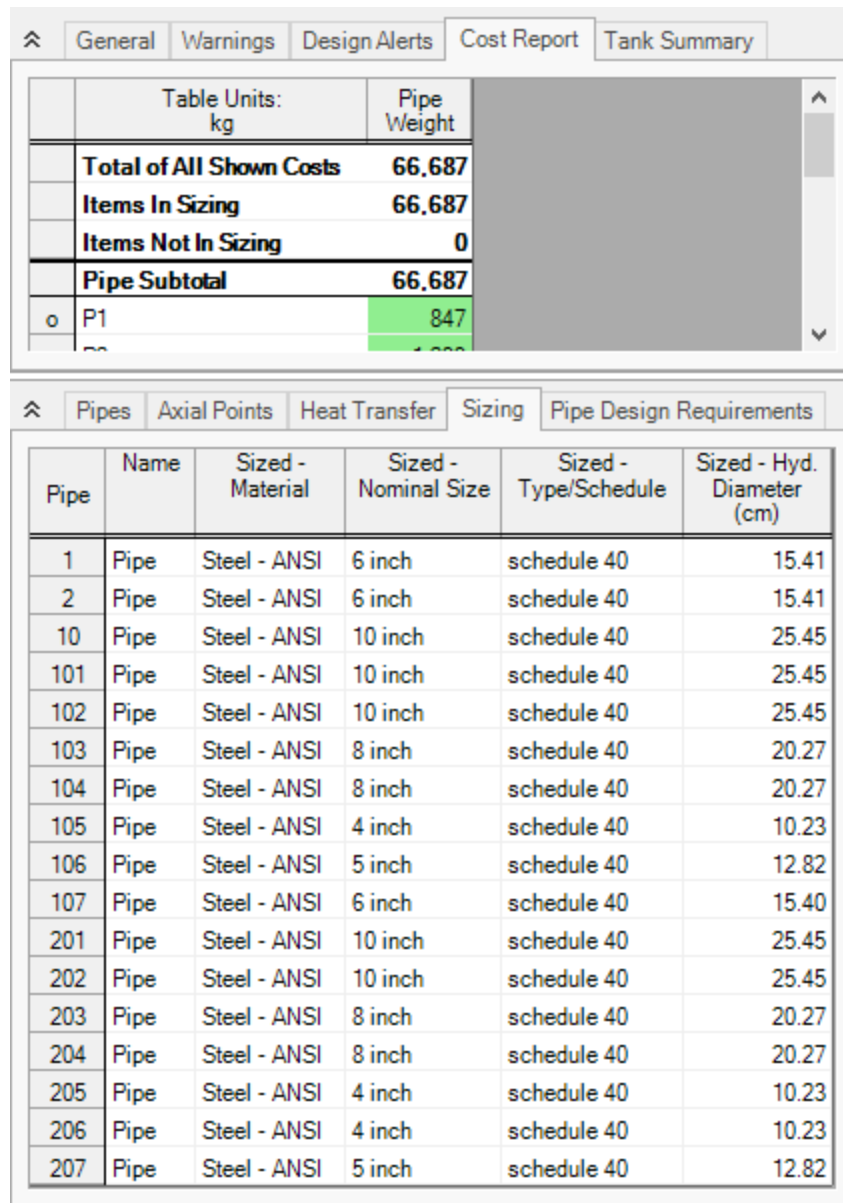 General Warnings Design Alerts Cost Report Tank Summary
Table Units: Pipe
kg Weight
Total of All Shown Costs 66,687
Items In Sizing 66,687
Items Not In Sizing 0
Pipe Subtotal 66,687
o P1 847
Pipes Axial Points Heat Transfer Sizing Pipe Design Requirements
Pipe Name Sized - Material Sized - Nominal Size Sized - Type/Schedule Sized - Hyd. Diameter (cm)
1 Pipe Steel - ANSI 6 inch schedule 40 15.41
2 Pipe Steel - ANSI 6 inch schedule 40 15.41
10 Pipe Steel - ANSI 10 inch schedule 40 25.45
101 Pipe Steel - ANSI 10 inch schedule 40 25.45
102 Pipe Steel - ANSI 10 inch schedule 40 25.45
103 Pipe Steel - ANSI 8 inch schedule 40 20.27
104 Pipe Steel - ANSI 8 inch schedule 40 20.27
105 Pipe Steel - ANSI 4 inch schedule 40 10.23
106 Pipe Steel - ANSI 5 inch schedule 40 12.82
107 Pipe Steel - ANSI 6 inch schedule 40 15.40
201 Pipe Steel - ANSI 10 inch schedule 40 25.45
202 Pipe Steel - ANSI 10 inch schedule 40 25.45
203 Pipe Steel - ANSI 8 inch schedule 40 20.27
204 Pipe Steel - ANSI 8 inch schedule 40 20.27
205 Pipe Steel - ANSI 4 inch schedule 40 10.23
206 Pipe Steel - ANSI 4 inch schedule 40 10.23
207 Pipe Steel - ANSI 5 inch schedule 40 12.82